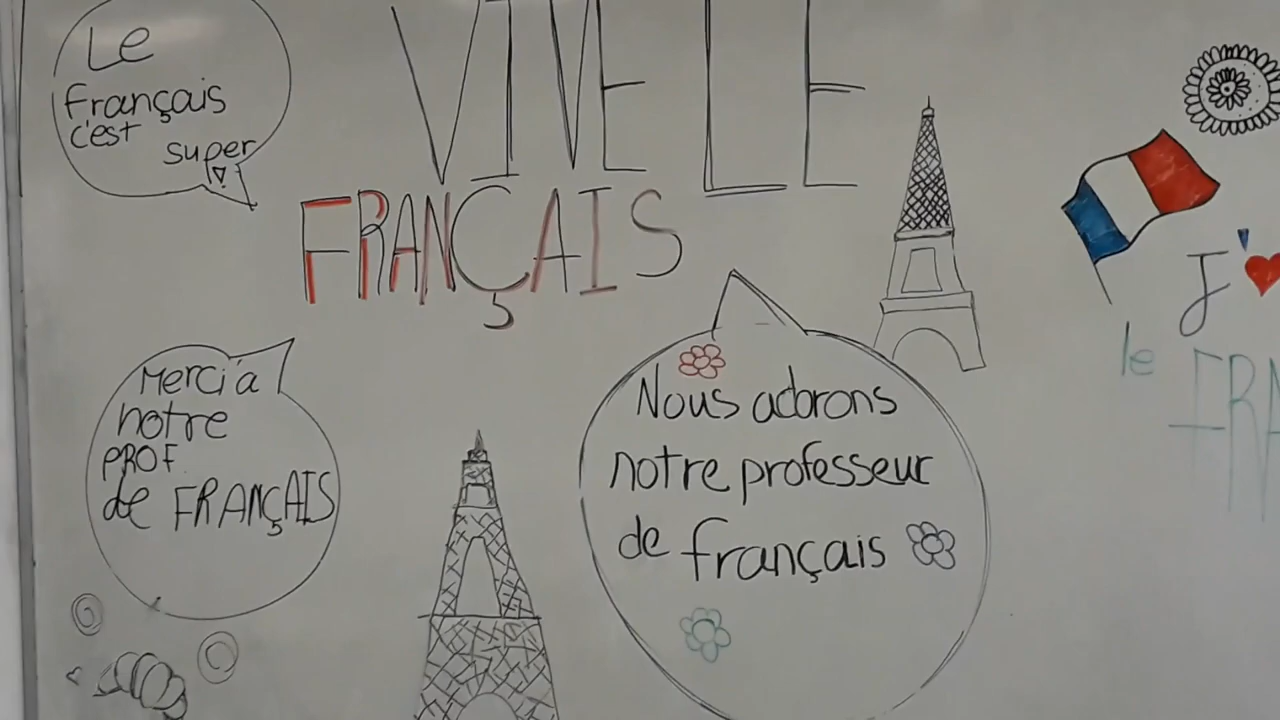 Le
français
c'est super
VIVE LE
FRANÇAIS
Merci à
notre
PROF
de FRANÇAIS
Nous adorons
notre professeur
de français
J'
le